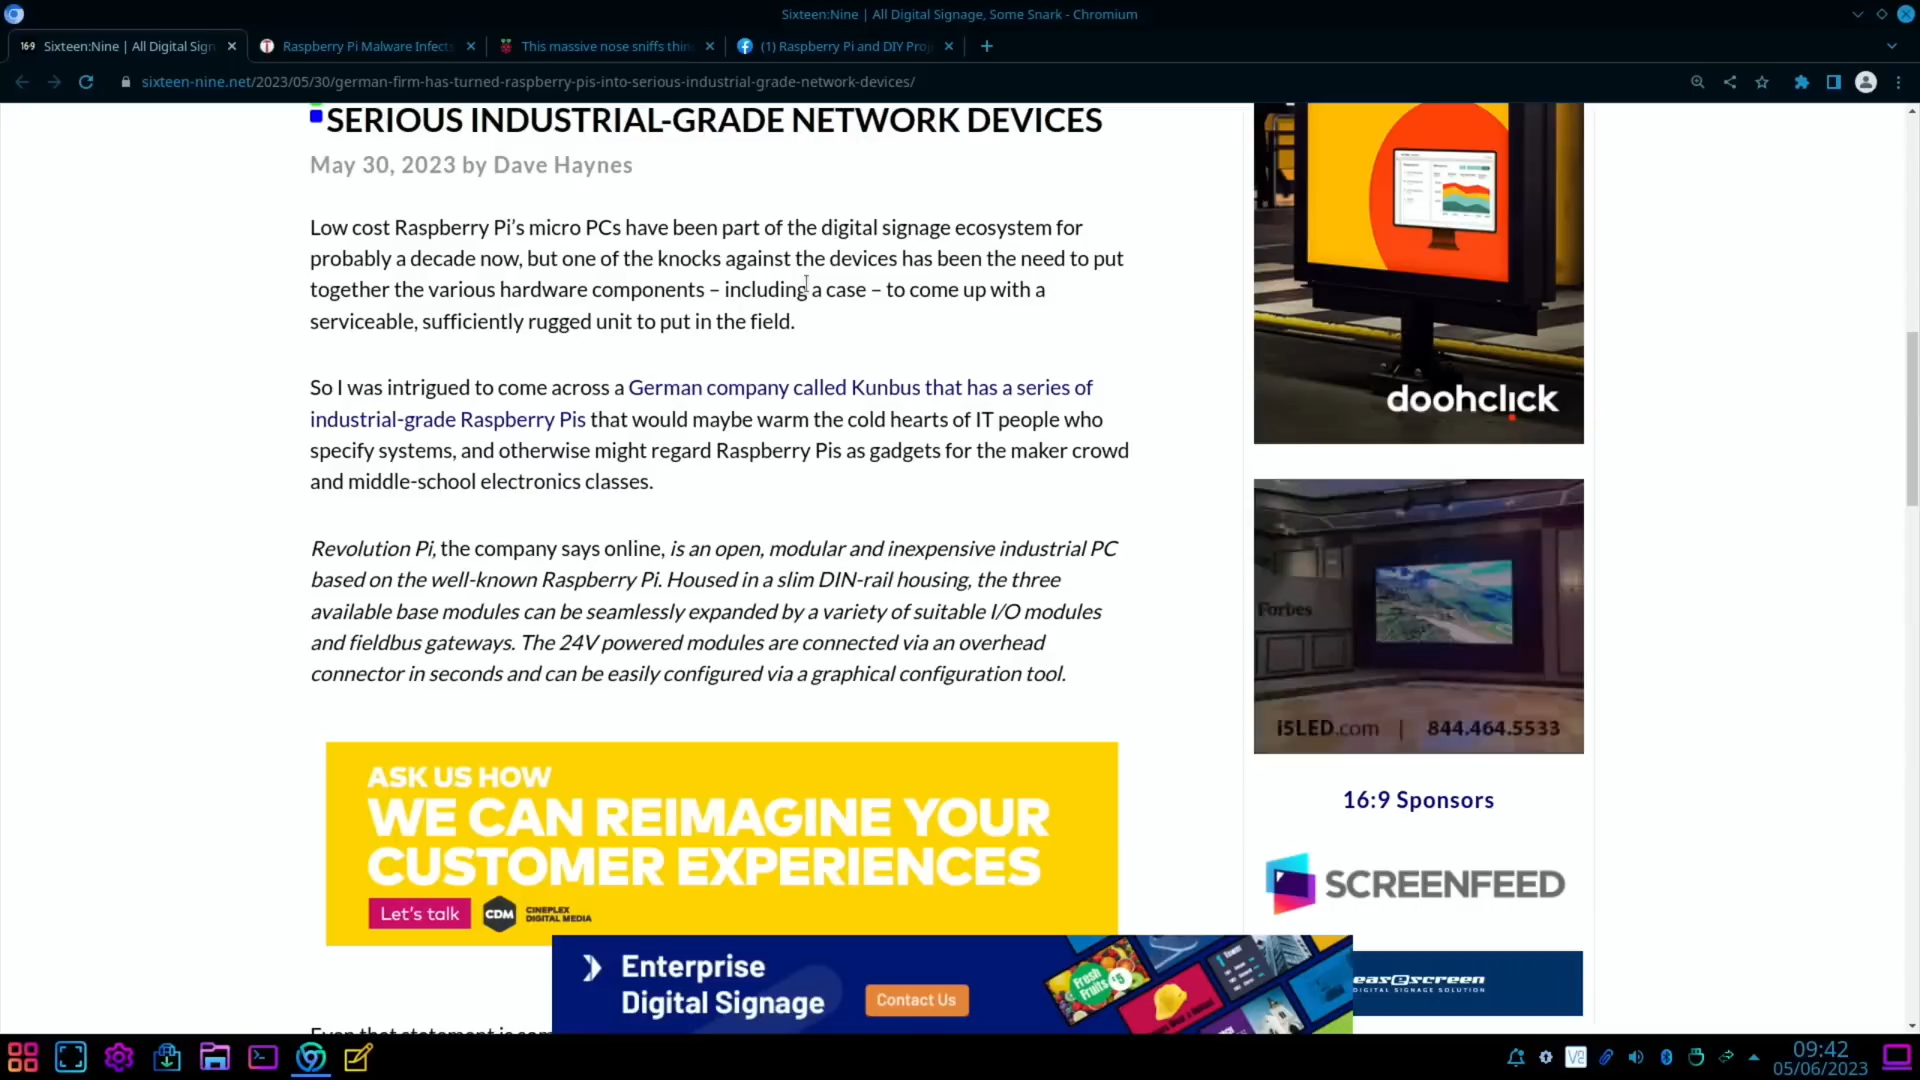 Sixteen:Nine | All Digital Signage, Some Snark - Chromium
16:9 Sixteen:Nine | All Digital Sign
Raspberry Pi Malware Infects
This massive nose sniffs thin
(1) Raspberry Pi and DIY Proj
sixteen-nine.net/2023/05/30/german-firm-has-turned-raspberry-pis-into-serious-industrial-grade-network-devices/
SERIOUS INDUSTRIAL-GRADE NETWORK DEVICES
May 30, 2023 by Dave Haynes
Low cost Raspberry Pi’s micro PCs have been part of the digital signage ecosystem for
probably a decade now, but one of the knocks against the devices has been the need to put
together the various hardware components – including a case – to come up with a
serviceable, sufficiently rugged unit to put in the field.
So I was intrigued to come across a German company called Kunbus that has a series of
industrial-grade Raspberry Pis that would maybe warm the cold hearts of IT people who
specify systems, and otherwise might regard Raspberry Pis as gadgets for the maker crowd
and middle-school electronics classes.
Revolution Pi, the company says online, is an open, modular and inexpensive industrial PC
based on the well-known Raspberry Pi. Housed in a slim DIN-rail housing, the three
available base modules can be seamlessly expanded by a variety of suitable I/O modules
and fieldbus gateways. The 24V powered modules are connected via an overhead
connector in seconds and can be easily configured via a graphical configuration tool.
ASK US HOW
WE CAN REIMAGINE YOUR
CUSTOMER EXPERIENCES
Let's talk
CDM
CINEPLEX
DIGITAL MEDIA
Enterprise
Digital Signage
Contact Us
Fresh
Fruits
$5
doohclick
Forbes
i5LED.com | 844.464.5533
16:9 Sponsors
SCREENFEED
easescreen
DIGITAL SIGNAGE SOLUTION
09:42
05/06/2023